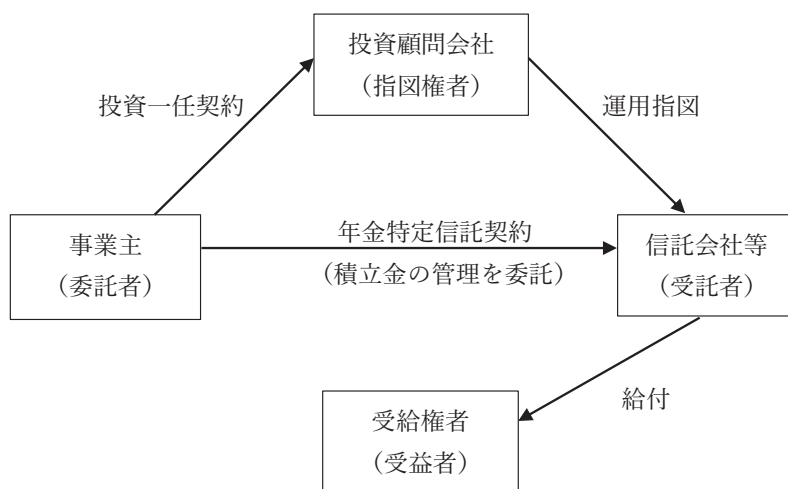 投資顧問会社
（指図権者）
投資一任契約
運用指図
事業主
（委託者）
年金特定信託契約
（積立金の管理を委託）
信託会社等
（受託者）
給付
受給権者
（受益者）